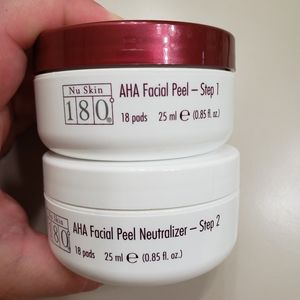 Nu Skin
180°
AHA Facial Peel – Step 1
18 pads 25 ml e (0.85 fl. oz.)
Nu Skin
180°
AHA Facial Peel Neutralizer – Step 2
18 pads 25 ml e (0.85 fl. oz.)